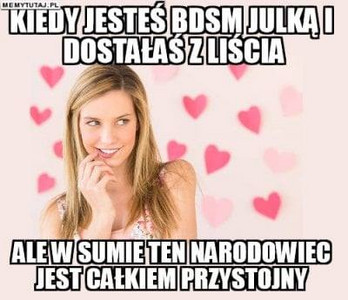 MEMYTUTAJ.PL
KIEDY JESTEŚ BDSM JULKĄ I
DOSTAŁAŚ Z LIŚCIA
ALE W SUMIE TEN NARODOWIEC
JEST CAŁKIEM PRZYSTOJNY